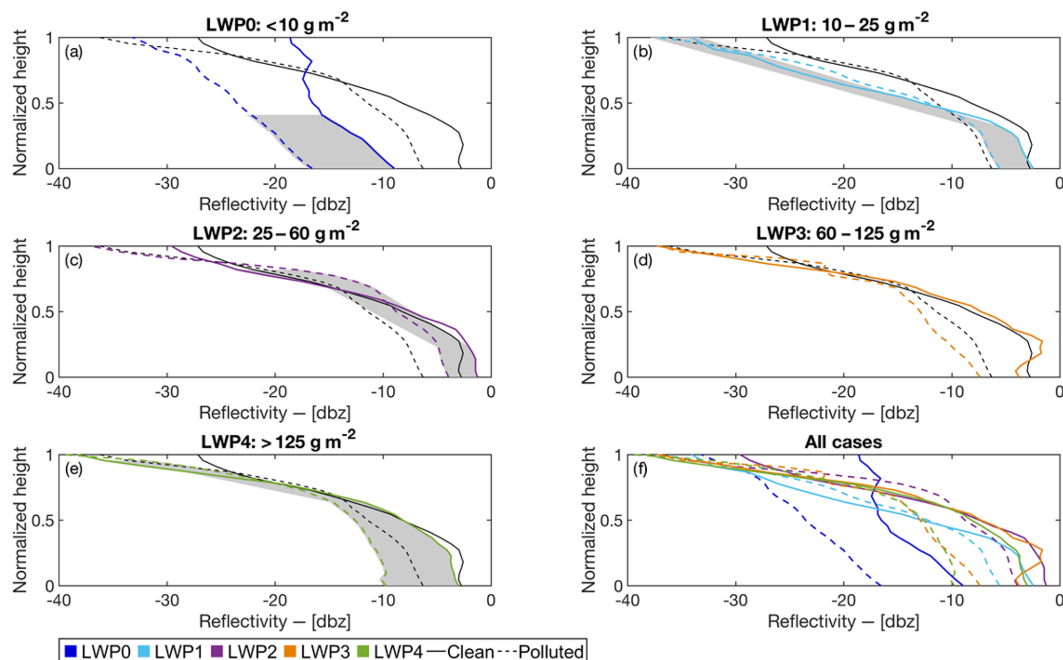 LWP0: <10 g m-2
LWP1: 10 – 25 g m-2
Normalized height
1
0.5
0
(a)
-40 -30 -20 -10 0
Reflectivity — [dbz]
Normalized height
1
0.5
0
(b)
-40 -30 -20 -10 0
Reflectivity — [dbz]
LWP2: 25 – 60 g m-2
LWP3: 60 – 125 g m-2
Normalized height
1
0.5
0
(c)
-40 -30 -20 -10 0
Reflectivity — [dbz]
Normalized height
1
0.5
0
(d)
-40 -30 -20 -10 0
Reflectivity — [dbz]
LWP4: > 125 g m-2
All cases
Normalized height
1
0.5
0
(e)
-40 -30 -20 -10 0
Reflectivity — [dbz]
Normalized height
1
0.5
0
(f)
-40 -30 -20 -10 0
Reflectivity — [dbz]
LWP0 LWP1 LWP2 LWP3 LWP4 Clean Polluted